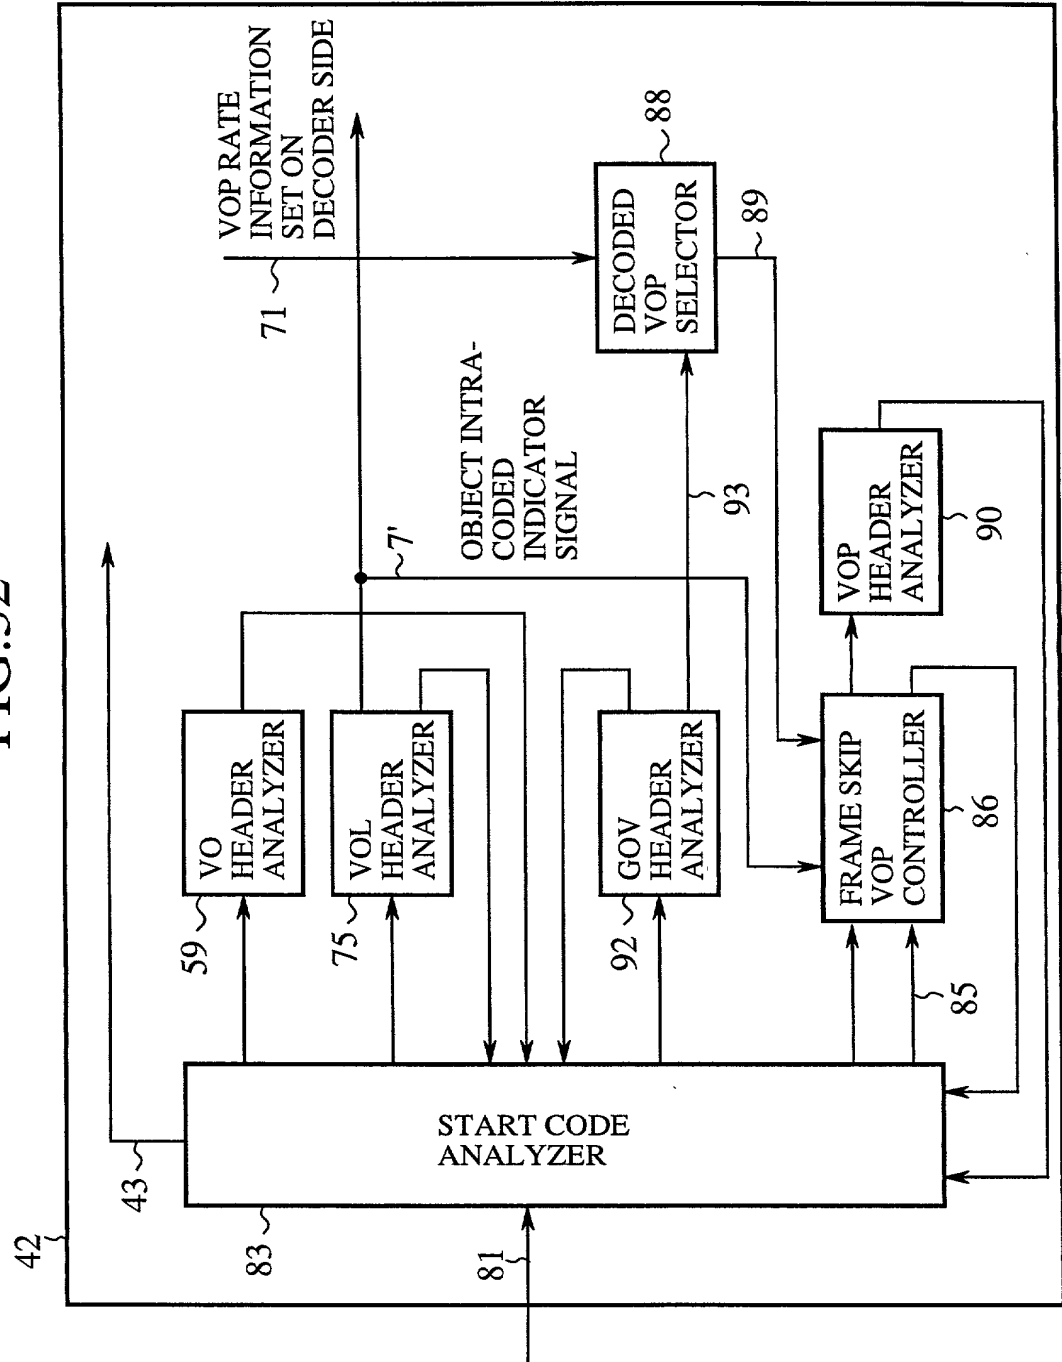 42
43
VOP RATE
INFORMATION
SET ON
DECODER SIDE
59
VO
HEADER
ANALYZER
83
71
75
VOL
HEADER
ANALYZER
7'
OBJECT INTRA-
CODED
INDICATOR
SIGNAL
START CODE
ANALYZER
81
92
GOV
HEADER
ANALYZER
88
DECODED
VOP
SELECTOR
93
89
FRAME SKIP
VOP
CONTROLLER
VOP
HEADER
ANALYZER
85
86
90